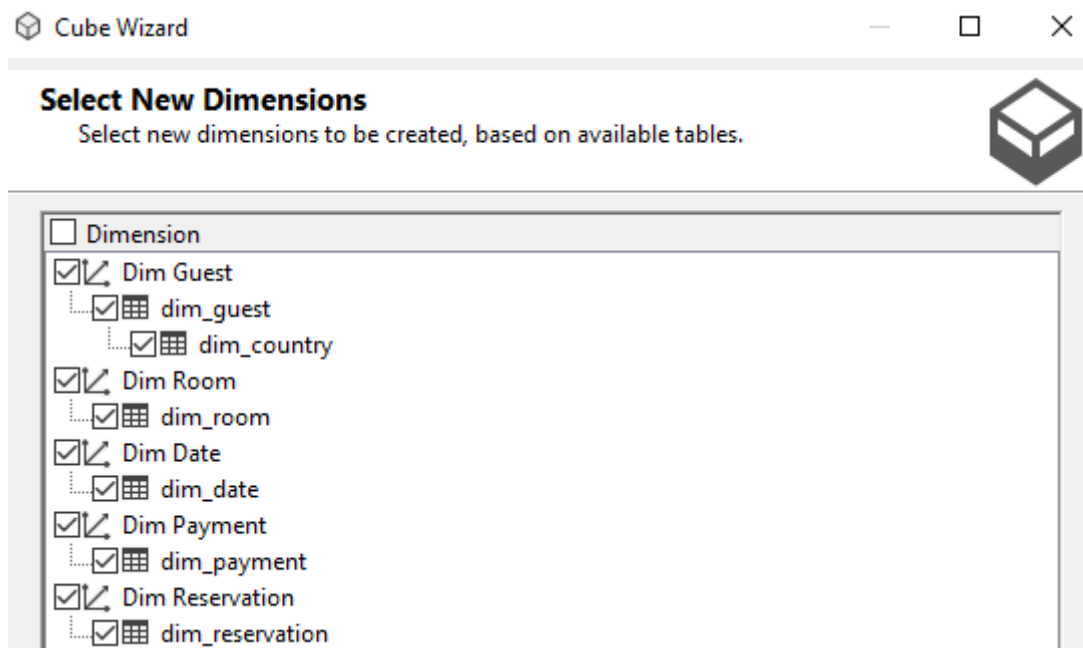 Cube Wizard
Select New Dimensions
Select new dimensions to be created, based on available tables.
Dimension
Dim Guest
dim_guest
dim_country
Dim Room
dim_room
Dim Date
dim_date
Dim Payment
dim_payment
Dim Reservation
dim_reservation